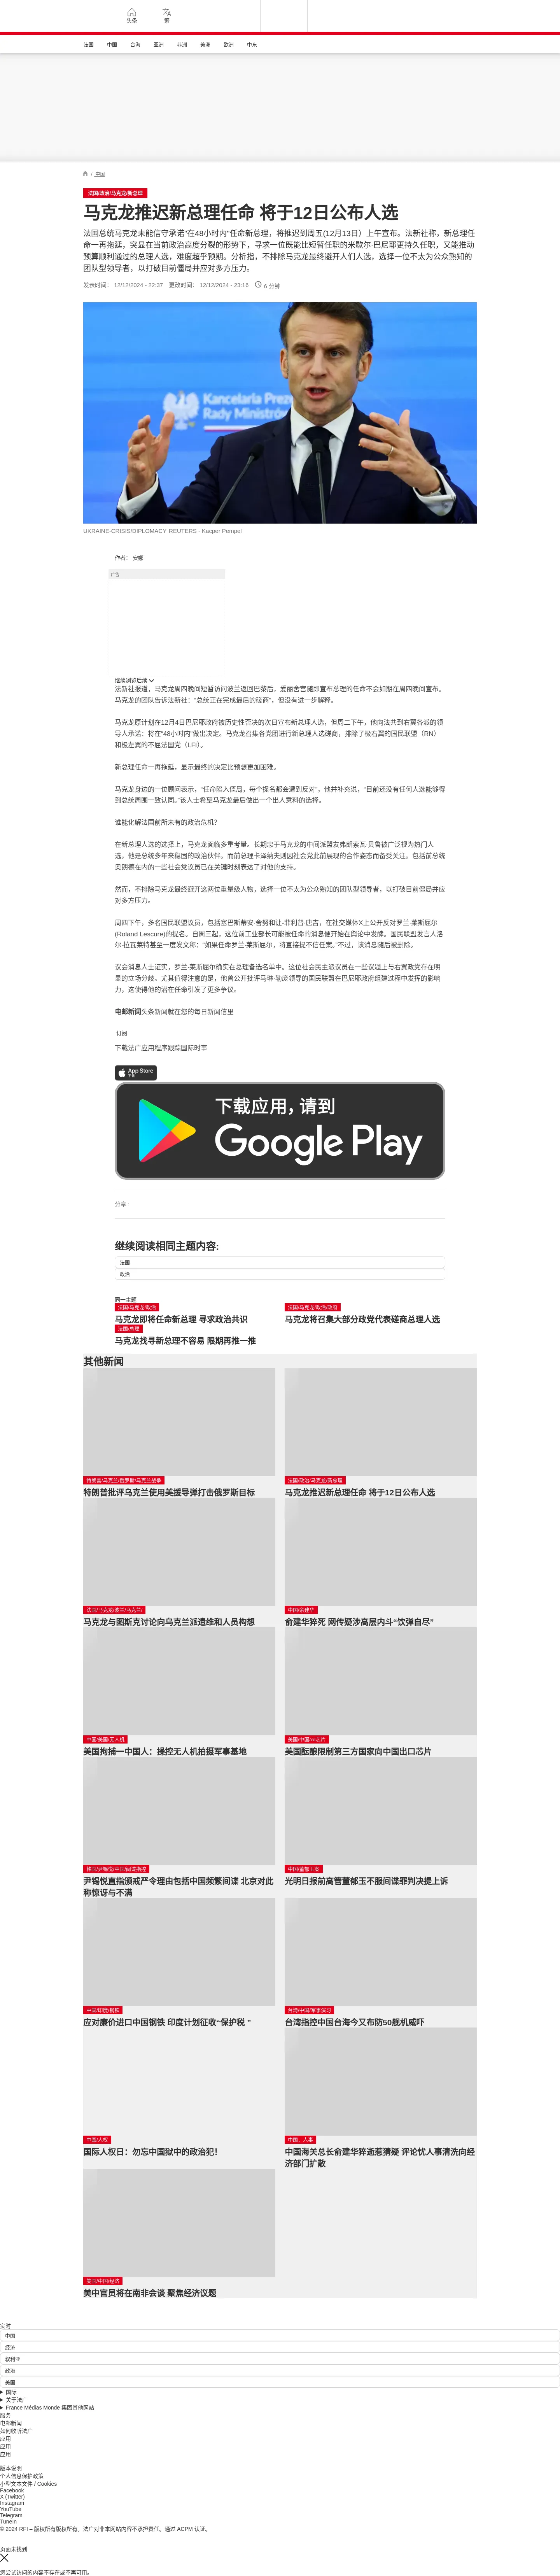 头条
繁
法国
中国
台海
亚洲
非洲
美洲
欧洲
中东
/ 中国
法国/政治/马克龙/新总理
马克龙推迟新总理任命 将于12日公布人选
法国总统马克龙未能信守承诺“在48小时内”任命新总理，将推迟到周五(12月13日）上午宣布。法新社称，新总理任
命一再拖延，突显在当前政治高度分裂的形势下，寻求一位既能比短暂任职的米歇尔·巴尼耶更持久任职，又能推动
预算顺利通过的总理人选，难度超乎预期。分析指，不排除马克龙最终避开人们人选，选择一位不太为公众熟知的
团队型领导者，以打破目前僵局并应对多方压力。
发表时间： 12/12/2024 - 22:37 更改时间： 12/12/2024 - 23:16 6 分钟
Kancelaria Preze
Rady Ministrów
UKRAINE-CRISIS/DIPLOMACY REUTERS - Kacper Pempel
作者： 安娜
广告
继续浏览后续
法新社报道，马克龙周四晚间短暂访问波兰返回巴黎后，爱丽舍宫随即宣布总理的任命不会如期在周四晚间宣布。
马克龙的团队告诉法新社：“总统正在完成最后的磋商”，但没有进一步解释。
马克龙原计划在12月4日巴尼耶政府被历史性否决的次日宣布新总理人选，但周二下午，他向法共到右翼各派的领
导人承诺：将在“48小时内”做出决定。马克龙召集各党团进行新总理人选磋商，排除了极右翼的国民联盟（RN）
和极左翼的不屈法国党（LFI）。
新总理任命一再拖延，显示最终的决定比预想更加困难。
马克龙身边的一位顾问表示，“任命陷入僵局，每个提名都会遭到反对”，他并补充说，“目前还没有任何人选能够得
到总统周围一致认同。”该人士希望马克龙最后做出一个出人意料的选择。
谁能化解法国前所未有的政治危机？
在新总理人选的选择上，马克龙面临多重考量。长期忠于马克龙的中间派盟友弗朗索瓦·贝鲁被广泛视为热门人
选，他是总统多年来稳固的政治伙伴。而前总理卡泽纳夫则因社会党此前展现的合作姿态而备受关注。包括前总统
奥朗德在内的一些社会党议员已在关键时刻表达了对他的支持。
然而，不排除马克龙最终避开这两位重量级人物，选择一位不太为公众熟知的团队型领导者，以打破目前僵局并应
对多方压力。
周四下午，多名国民联盟议员，包括塞巴斯蒂安·舍努和让-菲利普·唐吉，在社交媒体X上公开反对罗兰·莱斯屈尔
(Roland Lescure)的提名。自周三起，这位前工业部长可能被任命的消息便开始在舆论中发酵。国民联盟发言人洛
尔·拉瓦莱特甚至一度发文称：“如果任命罗兰·莱斯屈尔，将直接提不信任案。”不过，该消息随后被删除。
议会消息人士证实，罗兰·莱斯屈尔确实在总理备选名单中。这位社会民主派议员在一些议题上与右翼政党存在明
显的立场分歧。尤其值得注意的是，他曾公开批评马琳·勒庞领导的国民联盟在巴尼耶政府组建过程中发挥的影响
力，这使得他的潜在任命引发了更多争议。
电邮新闻头条新闻就在您的每日新闻信里
订阅
下载法广应用程序跟踪国际时事
App Store
下载
下载应用，请到
Google Play
分享 :
继续阅读相同主题内容:
法国
政治
同一主题
法国/马克龙/政治
马克龙即将任命新总理 寻求政治共识
法国/马克龙/政治/政府
马克龙将召集大部分政党代表磋商总理人选
法国/总理
马克龙找寻新总理不容易 限期再推一推
其他新闻
特朗普/乌克兰/俄罗斯/乌克兰战争
特朗普批评乌克兰使用美援导弹打击俄罗斯目标
法国/政治/马克龙/新总理
马克龙推迟新总理任命 将于12日公布人选
法国/马克龙/波兰/乌克兰/
马克龙与图斯克讨论向乌克兰派遣维和人员构想
中国/余建华
俞建华猝死 网传疑涉高层内斗“饮弹自尽”
中国/美国/无人机
美国拘捕一中国人：操控无人机拍摄军事基地
美国/中国/AI芯片
美国酝酿限制第三方国家向中国出口芯片
韩国/尹锡悦/中国/间谍指控
尹锡悦直指颁戒严令理由包括中国频繁间谍 北京对此
称惊讶与不满
中国/董郁玉案
光明日报前高管董郁玉不服间谍罪判决提上诉
中国/印度/钢铁
应对廉价进口中国钢铁 印度计划征收“保护税 ”
台湾/中国/军事演习
台湾指控中国台海今又布防50舰机威吓
中国/人权
国际人权日：勿忘中国狱中的政治犯！
中国、人事
中国海关总长俞建华猝逝惹猜疑 评论忧人事清洗向经
济部门扩散
美国/中国/经济
美中官员将在南非会谈 聚焦经济议题
实时
中国
经济
叙利亚
政治
美国
国际
关于法广
France Médias Monde 集团其他网站
服务
电邮新闻
如何收听法广
应用
应用
应用
版本说明
个人信息保护政策
小型文本文件 / Cookies
Facebook
X (Twitter)
Instagram
YouTube
Telegram
TuneIn
© 2024 RFI – 版权所有版权所有。法广对非本网站内容不承担责任。通过 ACPM 认证。
页面未找到
您尝试访问的内容不存在或不再可用。